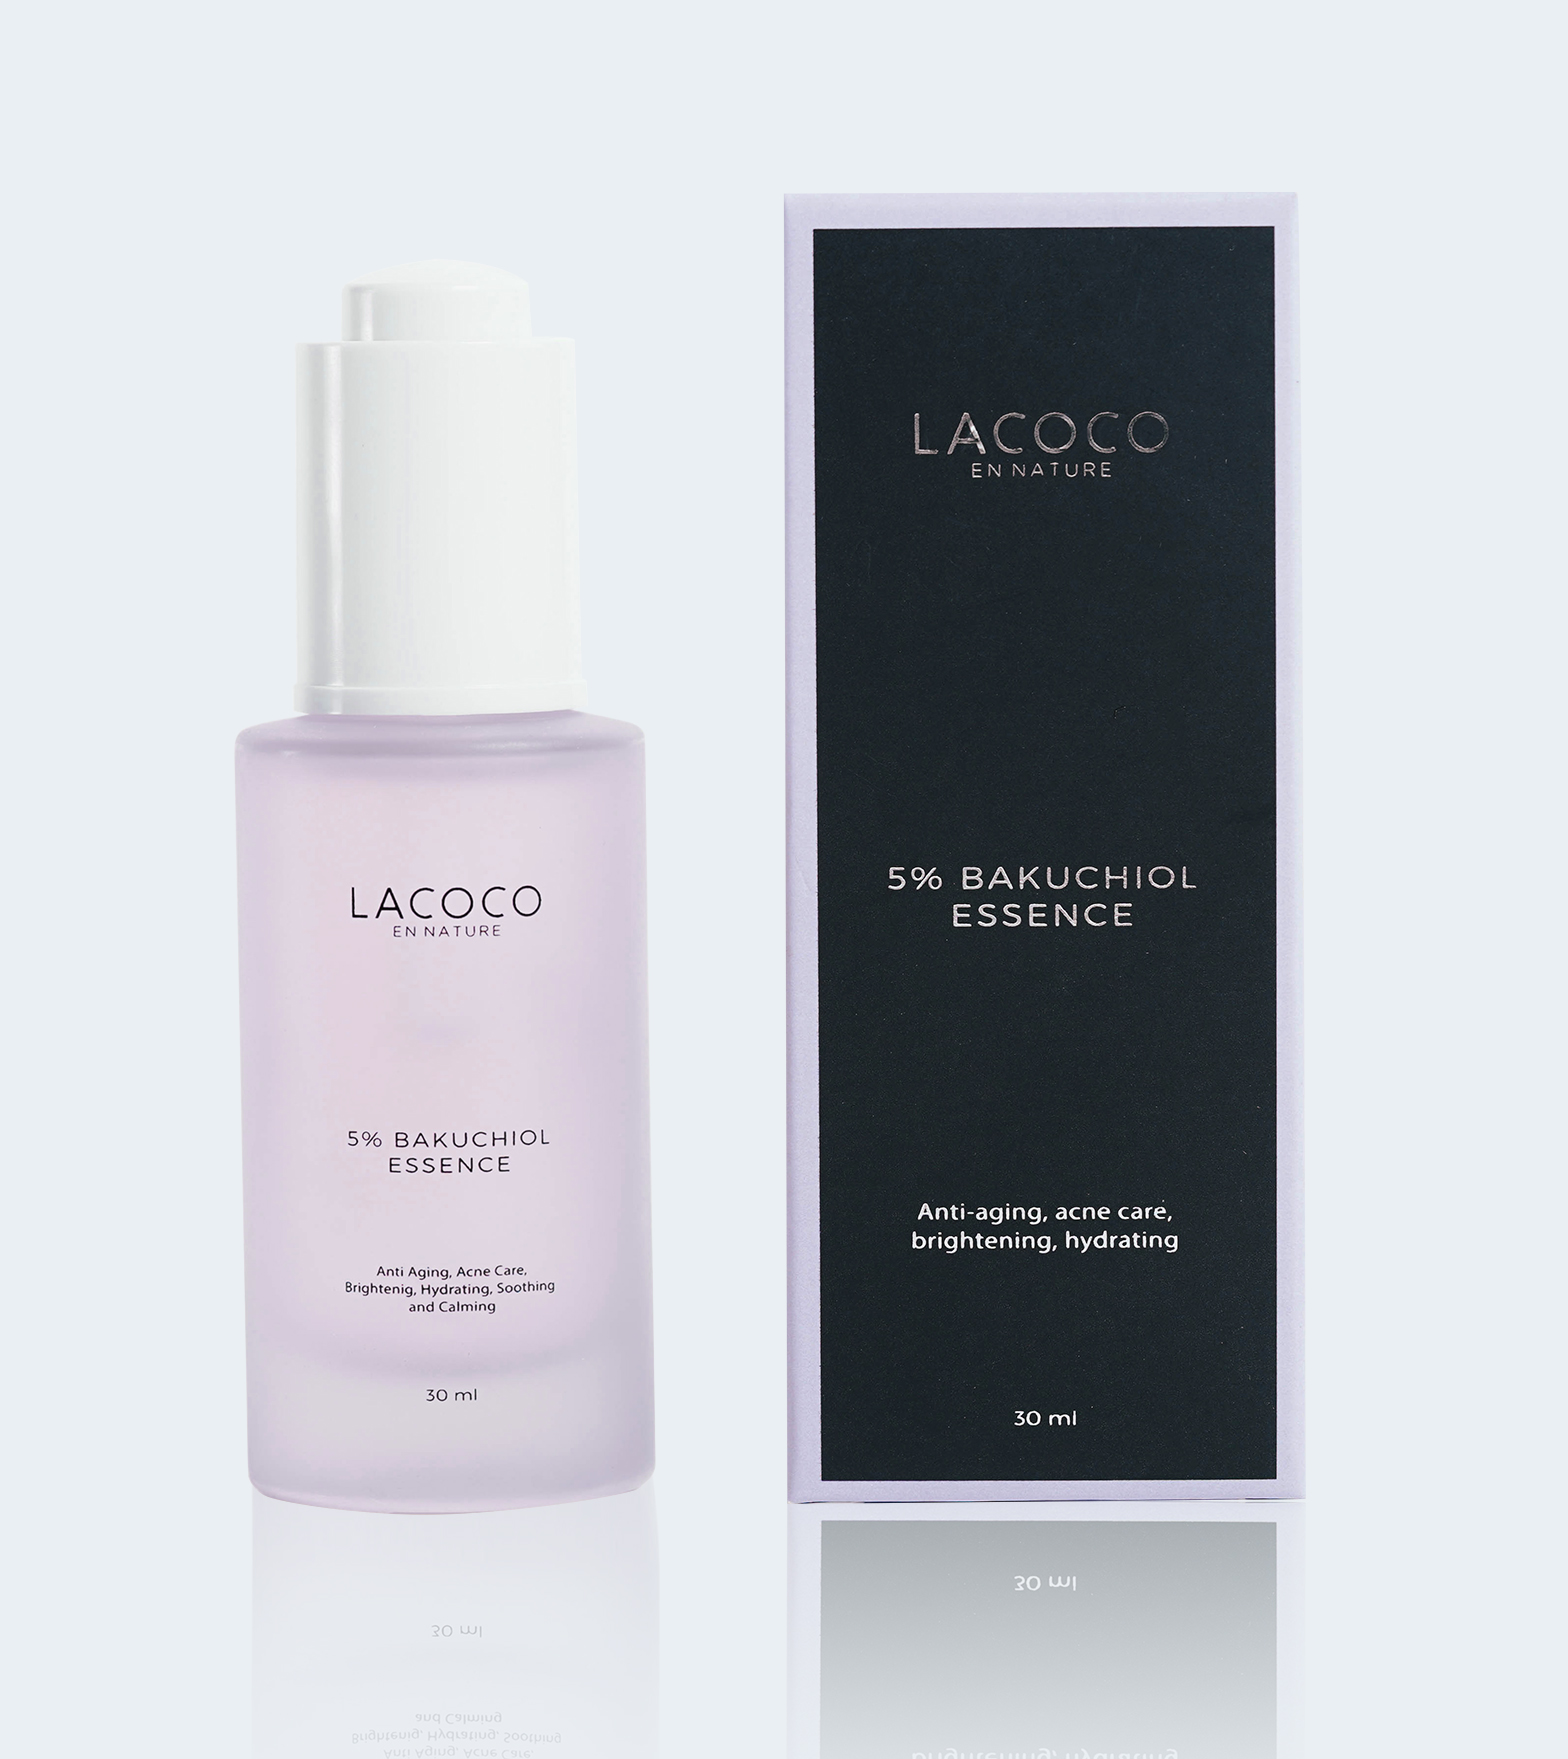 LACOCO
EN NATURE
5% BAKUCHIOL
ESSENCE
Anti Aging, Acne Care,
Brightenig, Hydrating, Soothing
and Calming
30 ml
LACOCO
EN NATURE
5% BAKUCHIOL
ESSENCE
Anti-aging, acne care,
brightening, hydrating
30 ml